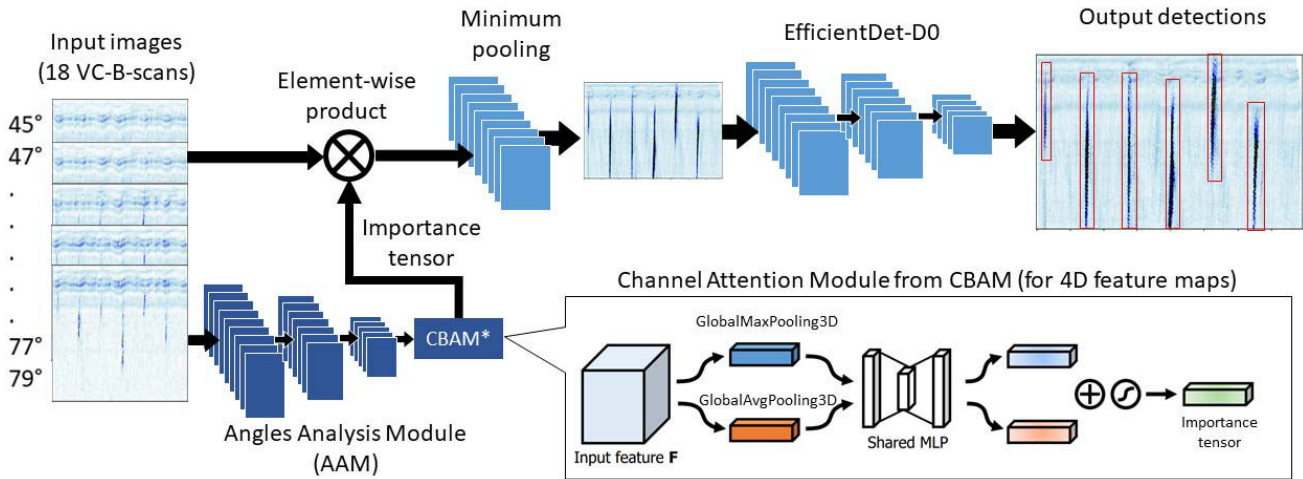 Input images
(18 VC-B-scans)
45°
47°
.
.
.
.
77°
79°
Element-wise
product
Minimum
pooling
EfficientDet-D0
Output detections
Importance
tensor
CBAM*
Angles Analysis Module
(AAM)
Channel Attention Module from CBAM (for 4D feature maps)
GlobalMaxPooling3D
GlobalAvgPooling3D
Input feature F
Shared MLP
Importance
tensor